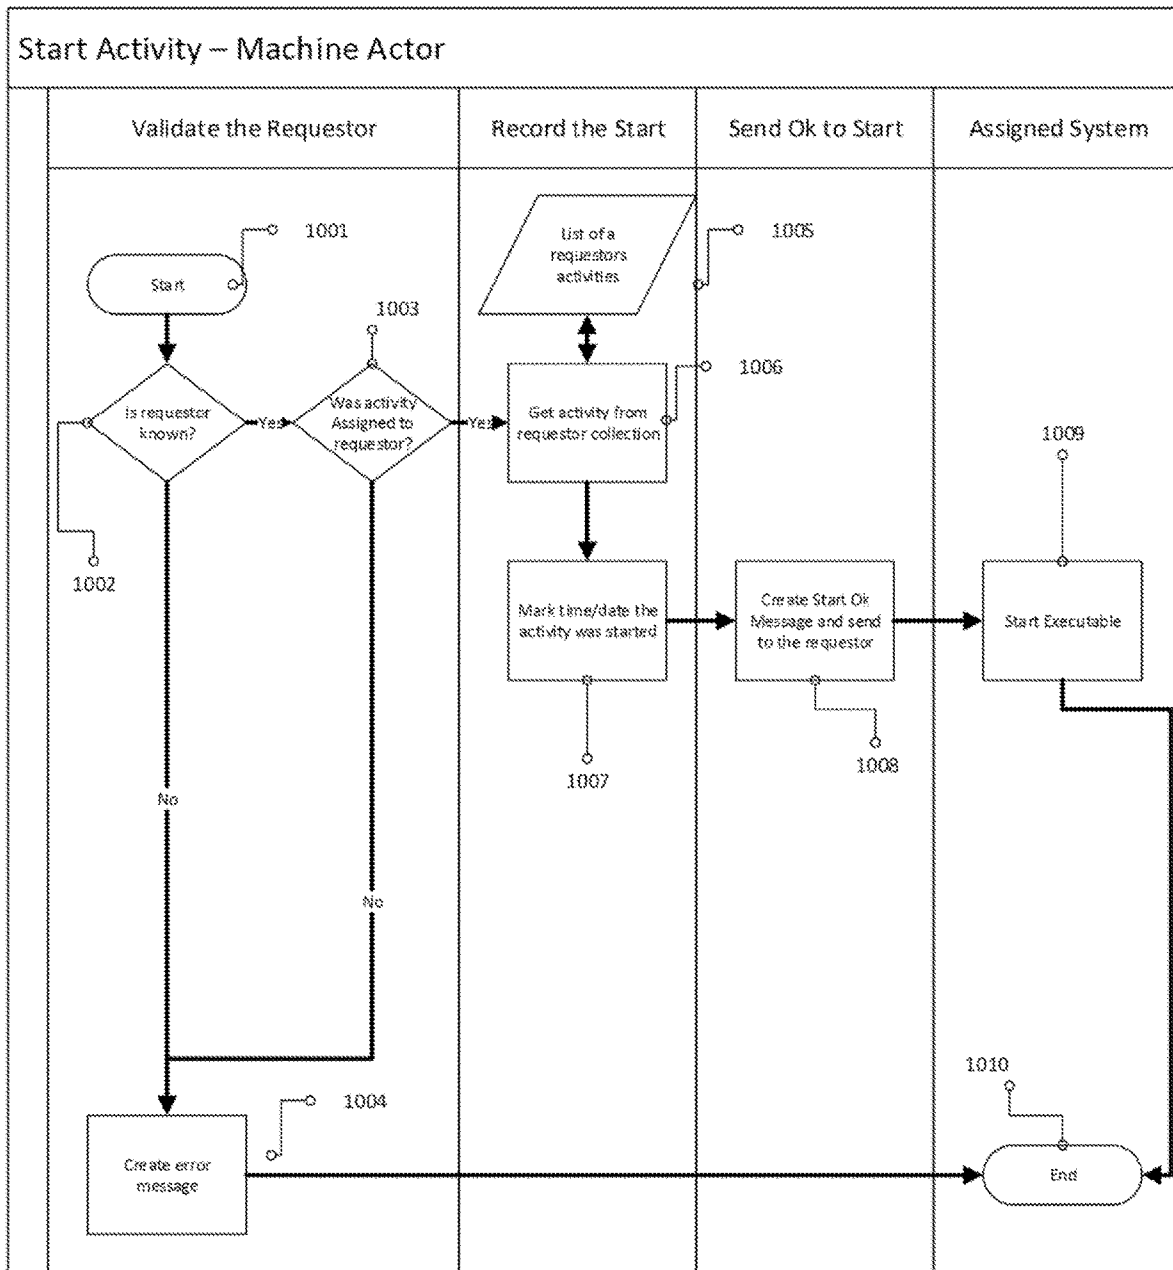 Start Activity – Machine Actor
Validate the Requestor
Record the Start
Send Ok to Start
Assigned System
1001
Start
List of a
requestors
activities
1005
1003
1006
Is requestor
known?
Yes
Was activity
Assigned to
requestor?
Yes
Get activity from
requestor collection
1009
1002
Mark time/date the
activity was started
Create Start Ok
Message and send
to the requestor
Start Executable
1007
1008
No
No
1010
1004
Create error
message
End